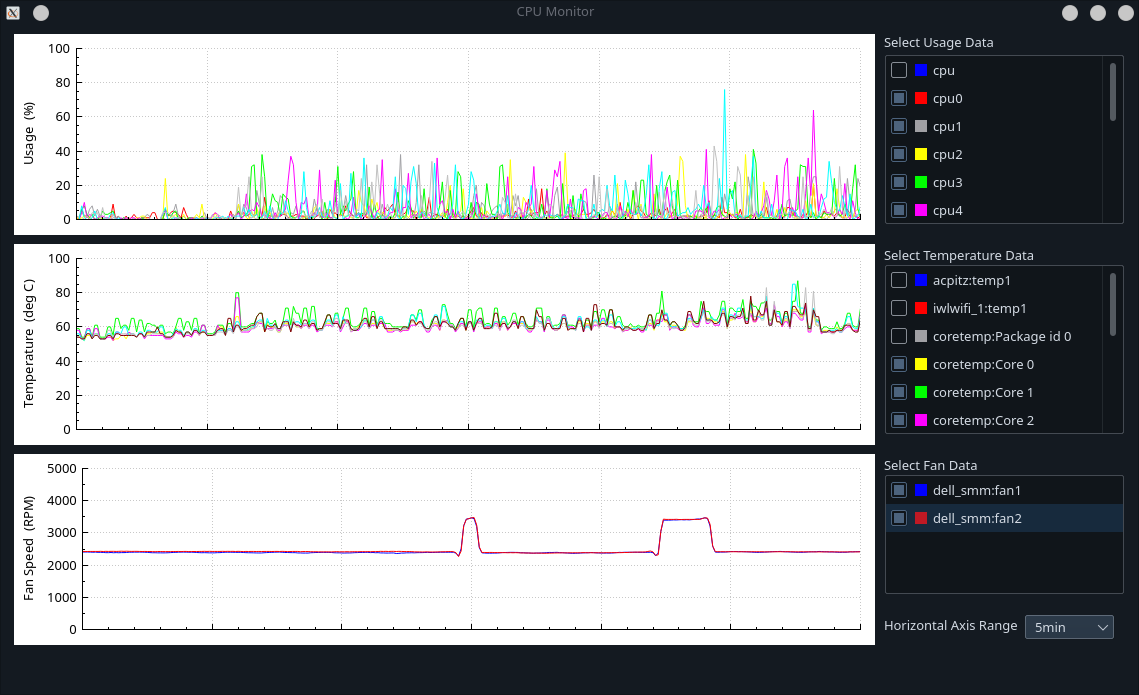 CPU Monitor
100
80
60
40
20
0
Usage (%)
Select Usage Data
cpu
cpu0
cpu1
cpu2
cpu3
cpu4
100
80
60
40
20
0
Temperature (deg C)
Select Temperature Data
acpitz:temp1
iwlwifi_1:temp1
coretemp:Package id 0
coretemp:Core 0
coretemp:Core 1
coretemp:Core 2
5000
4000
3000
2000
1000
0
Fan Speed (RPM)
Select Fan Data
dell_smm:fan1
dell_smm:fan2
Horizontal Axis Range 5min